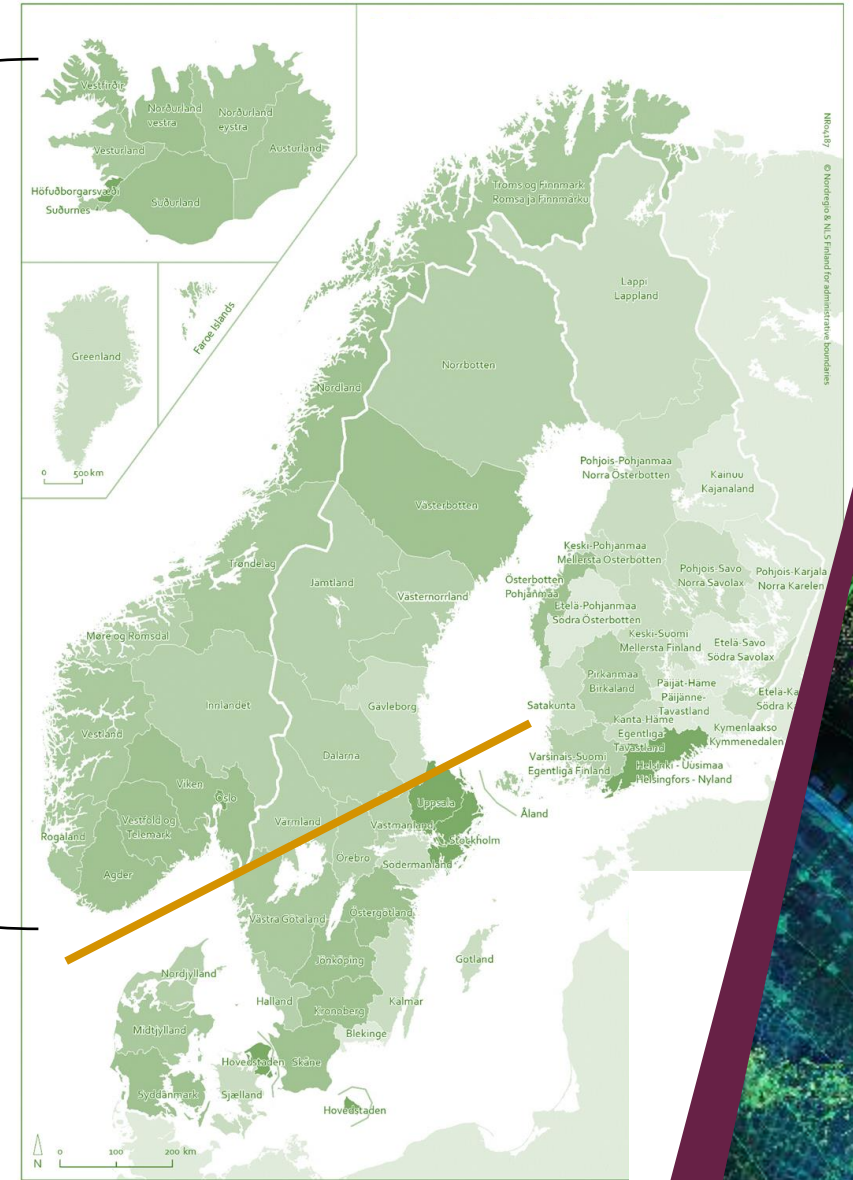 Vestfirðir
Norðurland
vestra
Norðurland
eystra
Vesturland
Austurland
Höfuðborgarsvæði
Suðurnes
Suðurland
Greenland
0 500 km
Faroe Islands
NR04187 © Nordregio & NLS Finland for administrative boundaries
Troms og Finnmark
Romsa ja Finnmárku
Lappi
Lappland
Norrbotten
Nordland
Pohjois-Pohjanmaa
Norra Österbotten
Kainuu
Kajanaland
Västerbotten
Keski-Pohjanmaa
Mellersta Österbotten
Trøndelag
Jämtland
Västernorrland
Österbotten
Pohjanmaa
Pohjois-Savo
Norra Savolax
Pohjois-Karjala
Norra Karelen
Etelä-Pohjanmaa
Södra Österbotten
Møre og Romsdal
Keski-Suomi
Mellersta Finland
Etelä-Savo
Södra Savolax
Innlandet
Gävleborg
Pirkanmaa
Birkaland
Päijät-Häme
Päijänne-
Tavastland
Etelä-Ka
Södra K
Satakunta
Kanta-Häme
Egentliga
Tavastland
Kymenlaakso
Kymmenedalen
Vestland
Dalarna
Varsinais-Suomi
Egentliga Finland
Helsinki - Uusimaa
Helsingfors - Nyland
Viken
Oslo
Uppsala
Åland
Vestfold og
Telemark
Värmland
Västmanland
Rogaland
Stockholm
Örebro
Södermanland
Agder
Västra Götaland
Östergötland
Jönköping
Gotland
Nordjylland
Halland
Kronoberg
Kalmar
Midtjylland
Blekinge
Hovedstaden
Skåne
Syddanmark
Sjælland
Hovedstaden
N
0 100 200 km